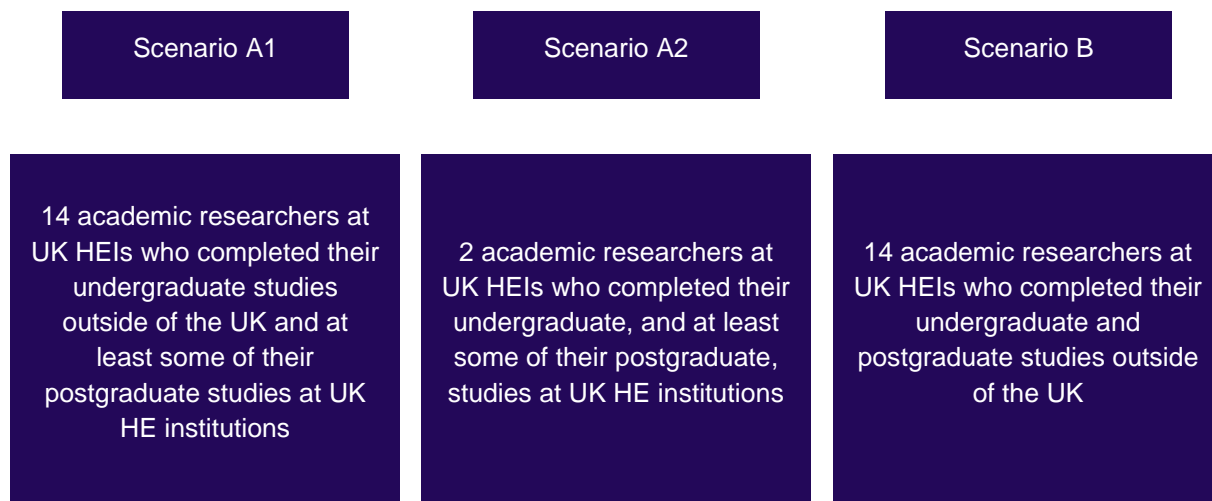 Scenario A1
Scenario A2
Scenario B
14 academic researchers at
UK HEIs who completed their
undergraduate studies
outside of the UK and at
least some of their
postgraduate studies at UK
HE institutions
2 academic researchers at
UK HEIs who completed their
undergraduate, and at least
some of their postgraduate,
studies at UK HE institutions
14 academic researchers at
UK HEIs who completed their
undergraduate and
postgraduate studies outside
of the UK